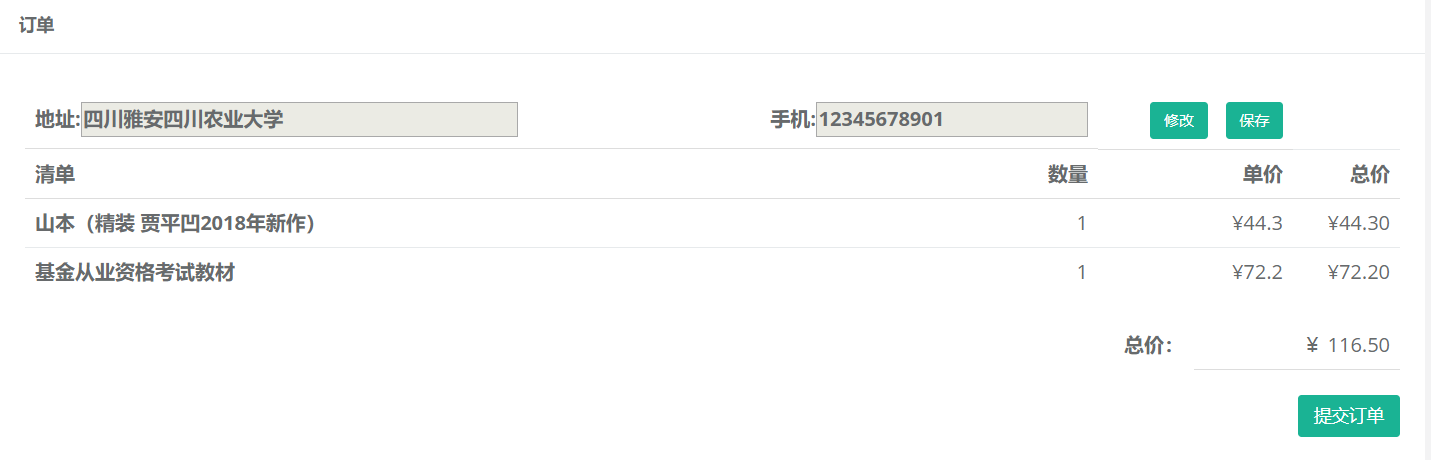 订单
地址:四川雅安四川农业大学 手机:12345678901 修改 保存
清单 数量 单价 总价
山本（精装 贾平凹2018年新作） 1 ¥44.3 ¥44.30
基金从业资格考试教材 1 ¥72.2 ¥72.20
总价： ¥ 116.50
提交订单